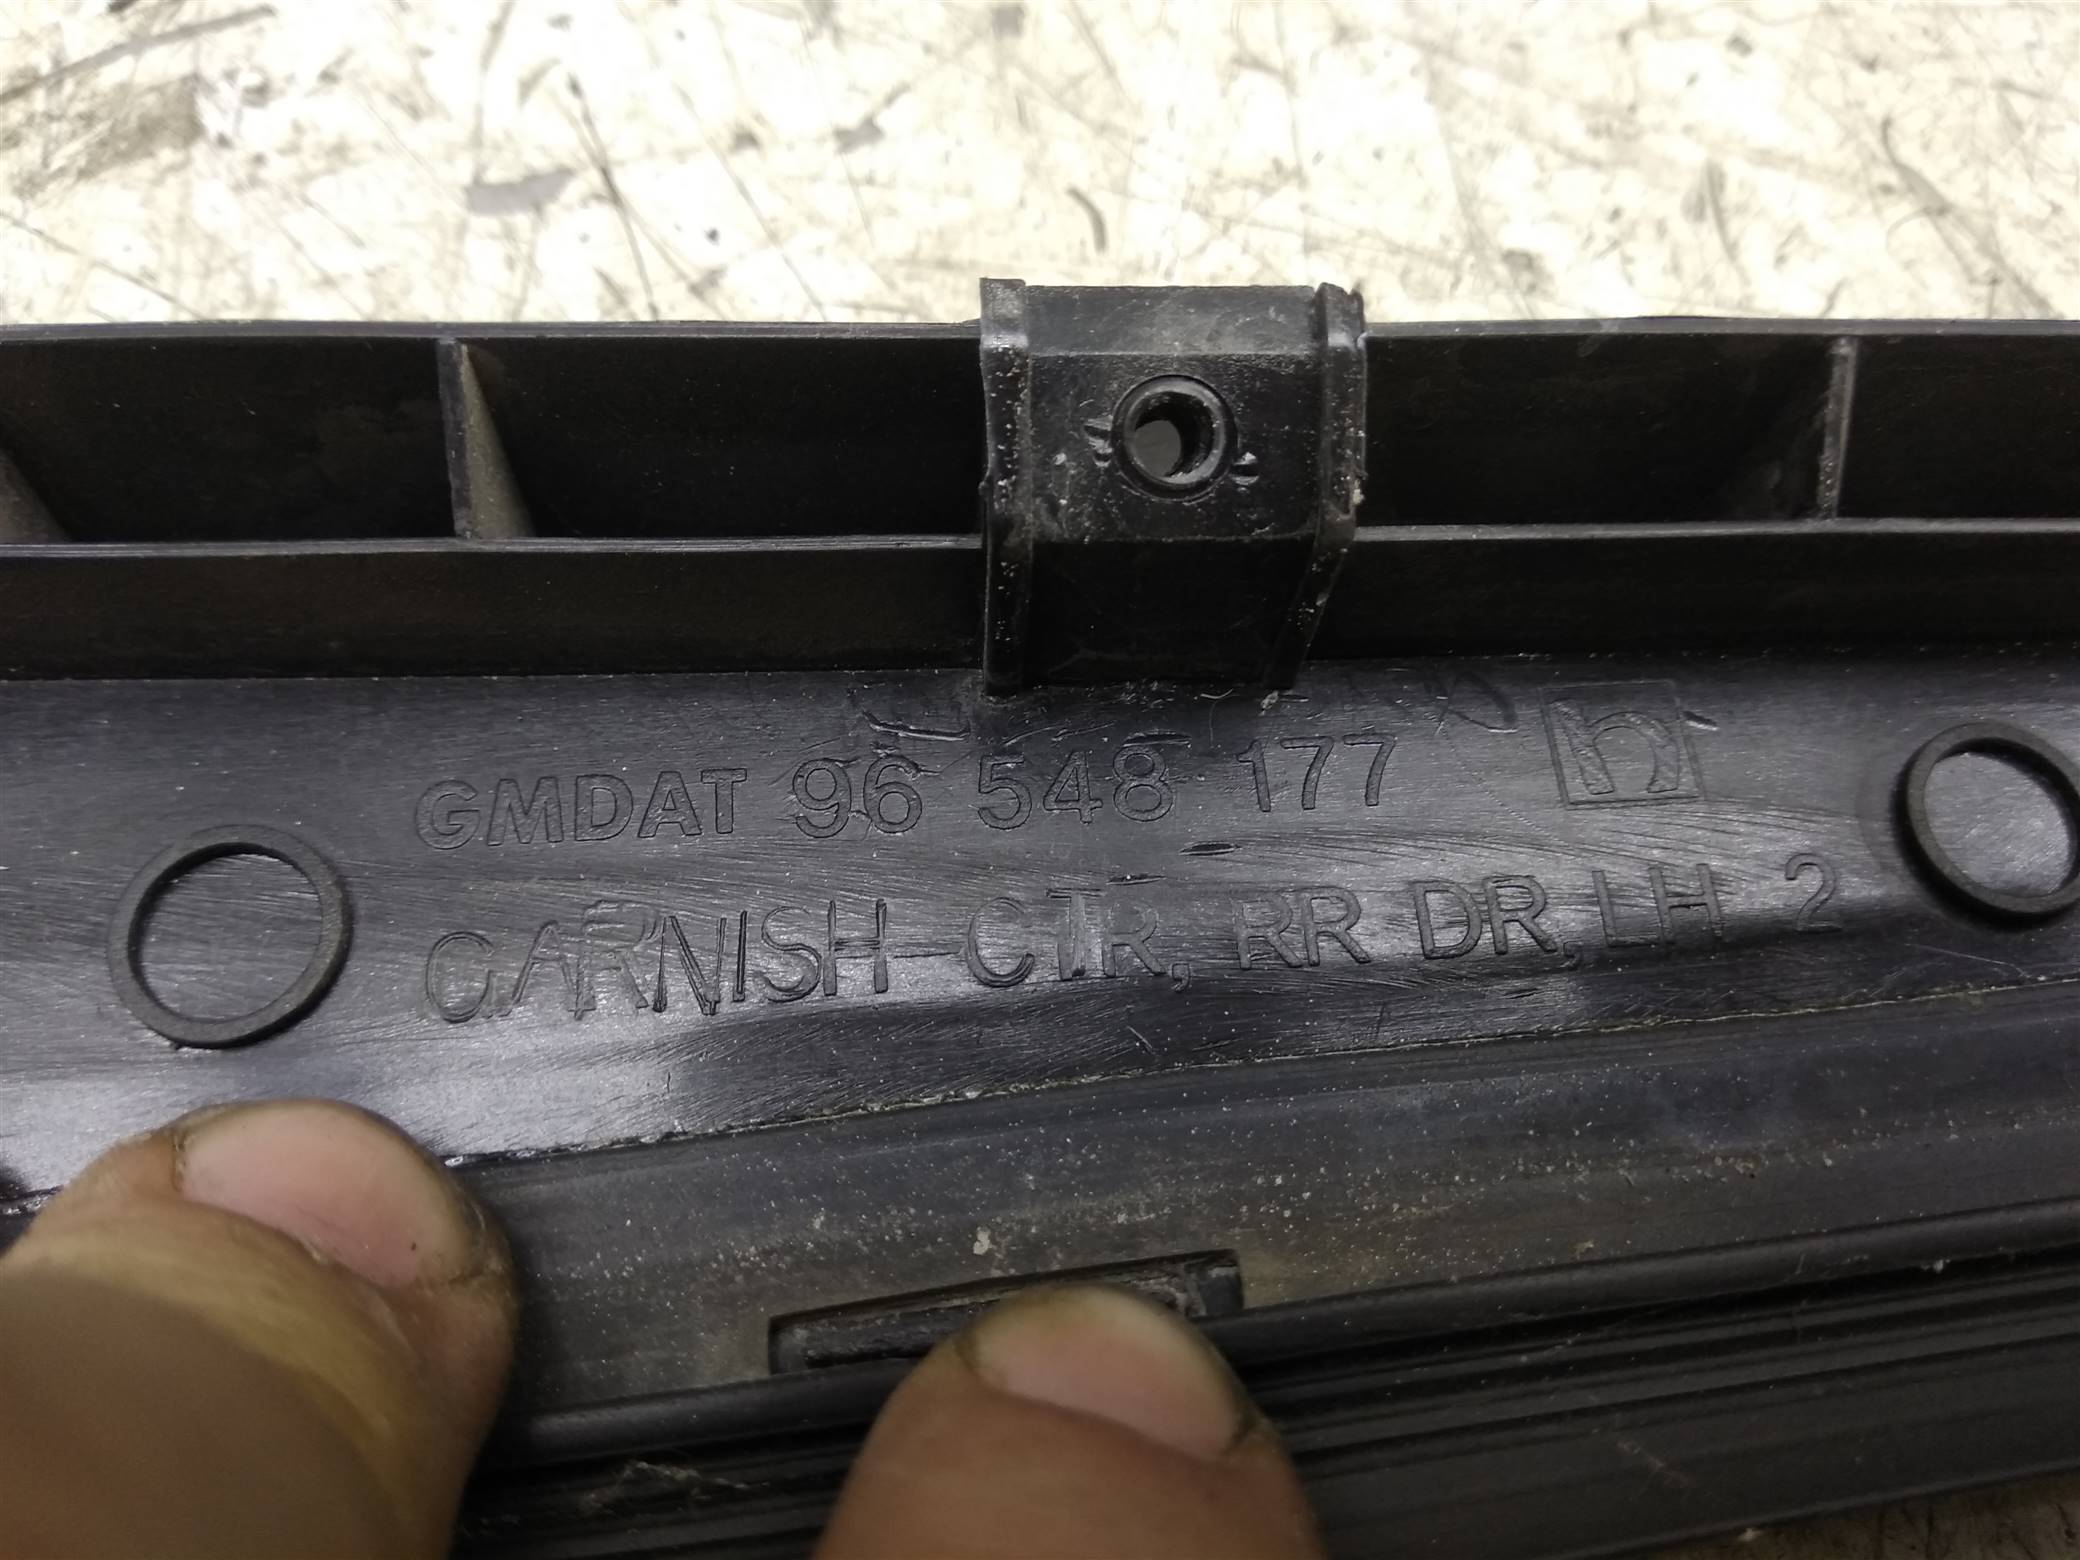 GMDAT 96 548 177 h
GARNISH-CTR, RR DR, LH 2